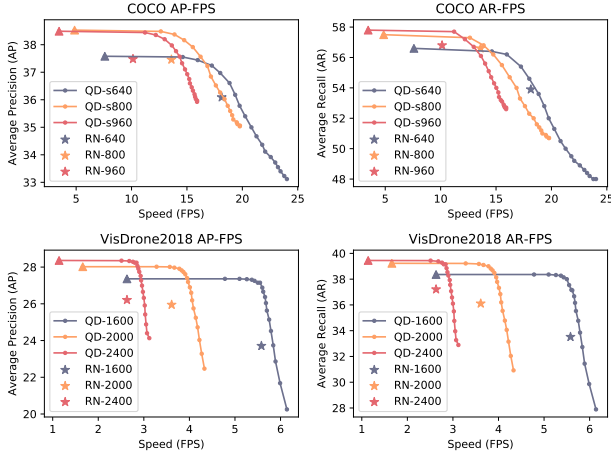 COCO AP-FPS
Average Precision (AP)
38
37
36
35
34
33
QD-s640
QD-s800
QD-s960
RN-640
RN-800
RN-960
5
10
15
20
25
Speed (FPS)
COCO AR-FPS
Average Recall (AR)
58
56
54
52
50
48
QD-s640
QD-s800
QD-s960
RN-640
RN-800
RN-960
5
10
15
20
25
Speed (FPS)
VisDrone2018 AP-FPS
Average Precision (AP)
28
26
24
22
20
QD-1600
QD-2000
QD-2400
RN-1600
RN-2000
RN-2400
1
2
3
4
5
6
Speed (FPS)
VisDrone2018 AR-FPS
Average Recall (AR)
40
38
36
34
32
30
28
QD-1600
QD-2000
QD-2400
RN-1600
RN-2000
RN-2400
1
2
3
4
5
6
Speed (FPS)